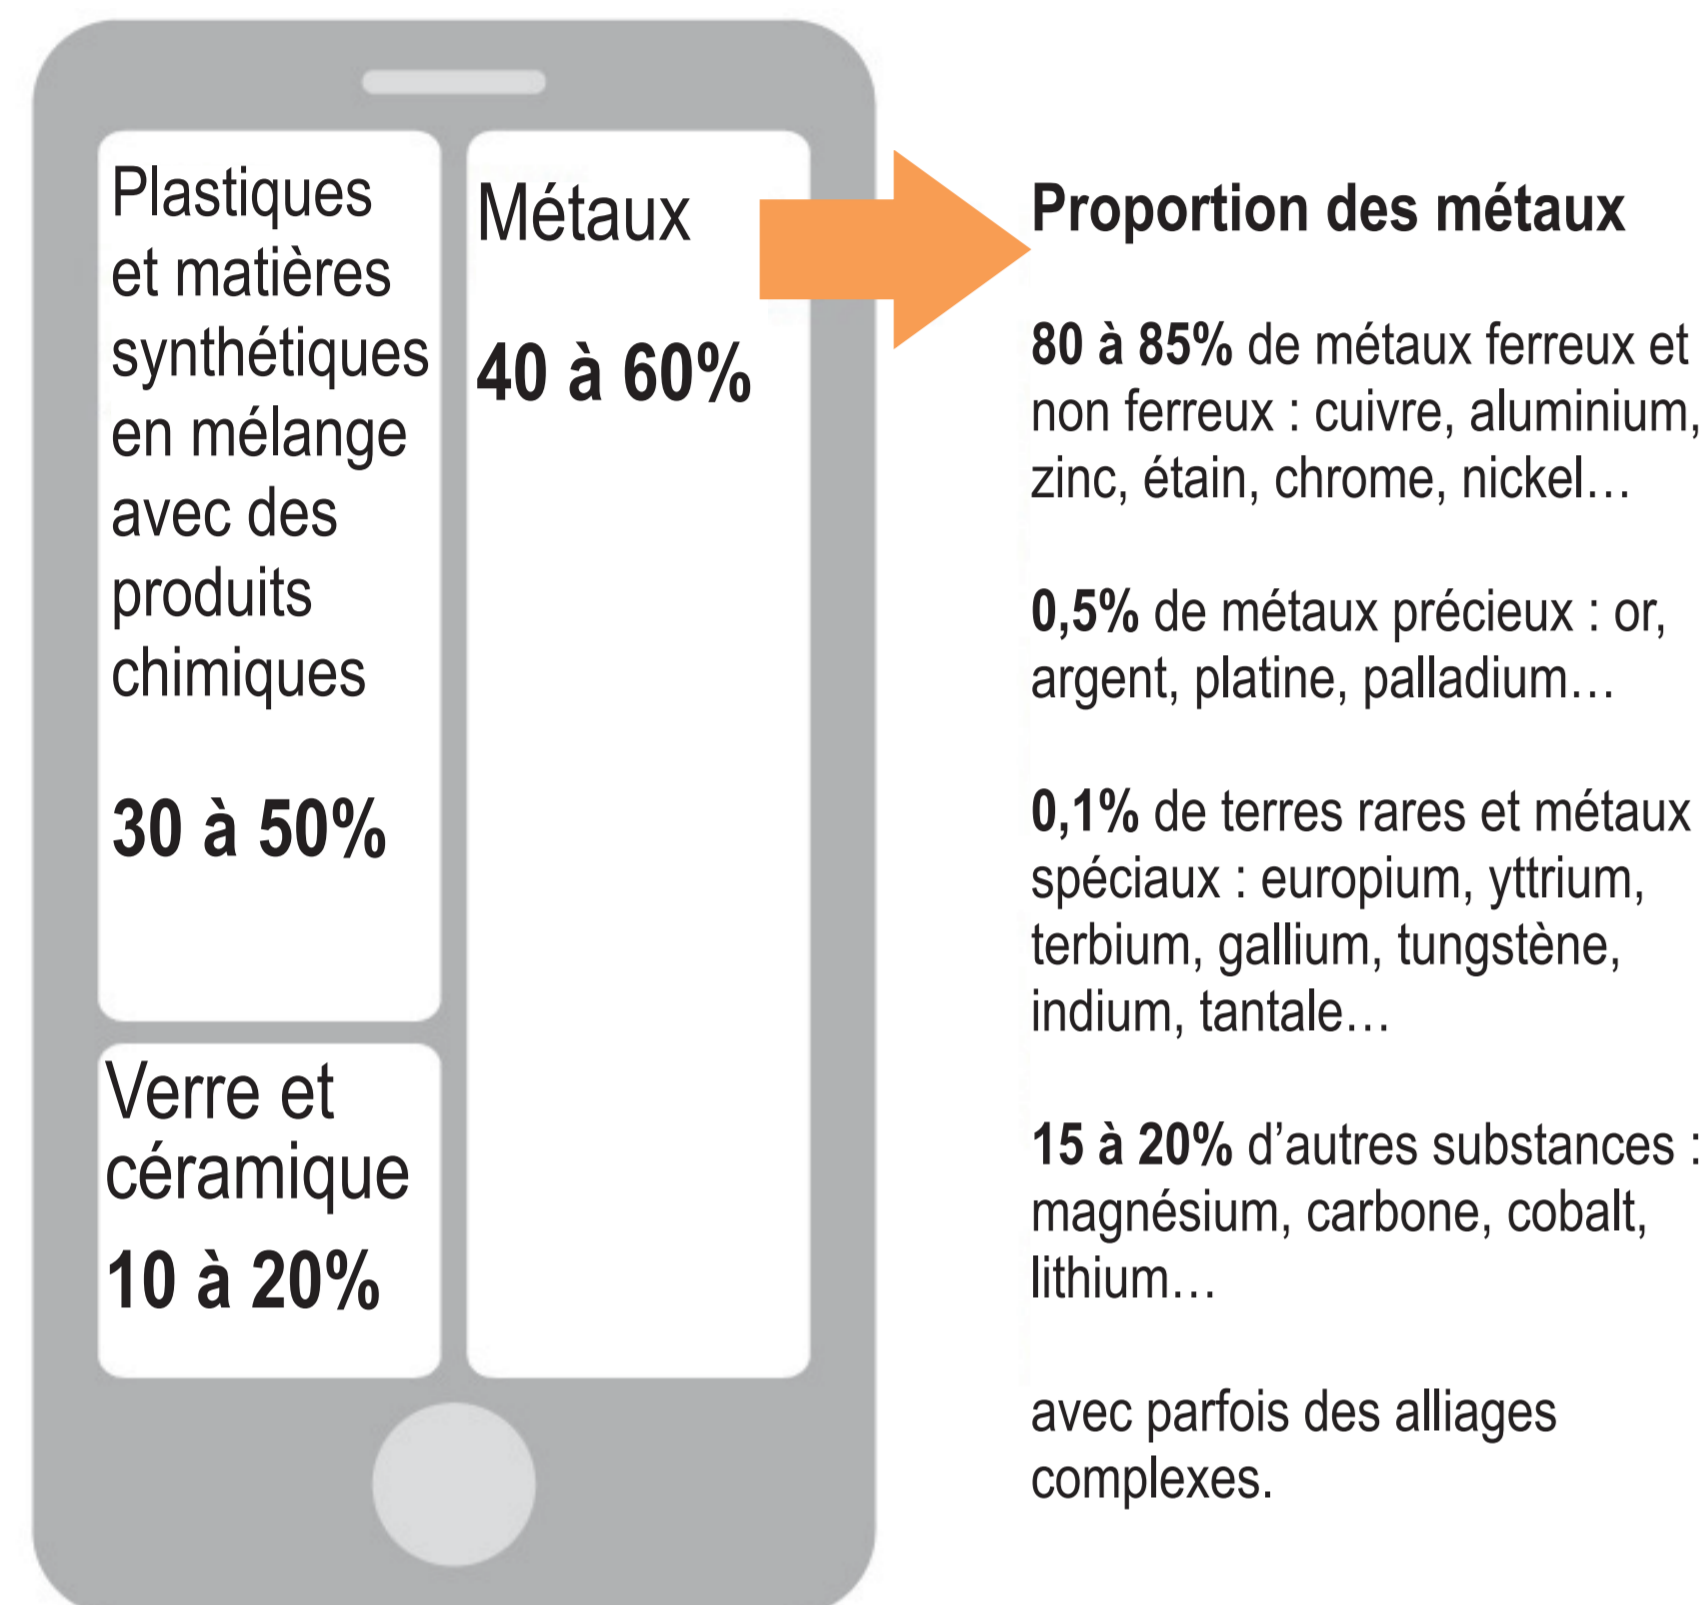 Plastiques
et matières
synthétiques
en mélange
avec des
produits
chimiques
30 à 50%
Verre et
céramique
10 à 20%
Métaux
40 à 60%
Proportion des métaux
80 à 85% de métaux ferreux et
non ferreux : cuivre, aluminium,
zinc, étain, chrome, nickel…
0,5% de métaux précieux : or,
argent, platine, palladium…
0,1% de terres rares et métaux
spéciaux : europium, yttrium,
terbium, gallium, tungstène,
indium, tantale…
15 à 20% d’autres substances :
magnésium, carbone, cobalt,
lithium…
avec parfois des alliages
complexes.